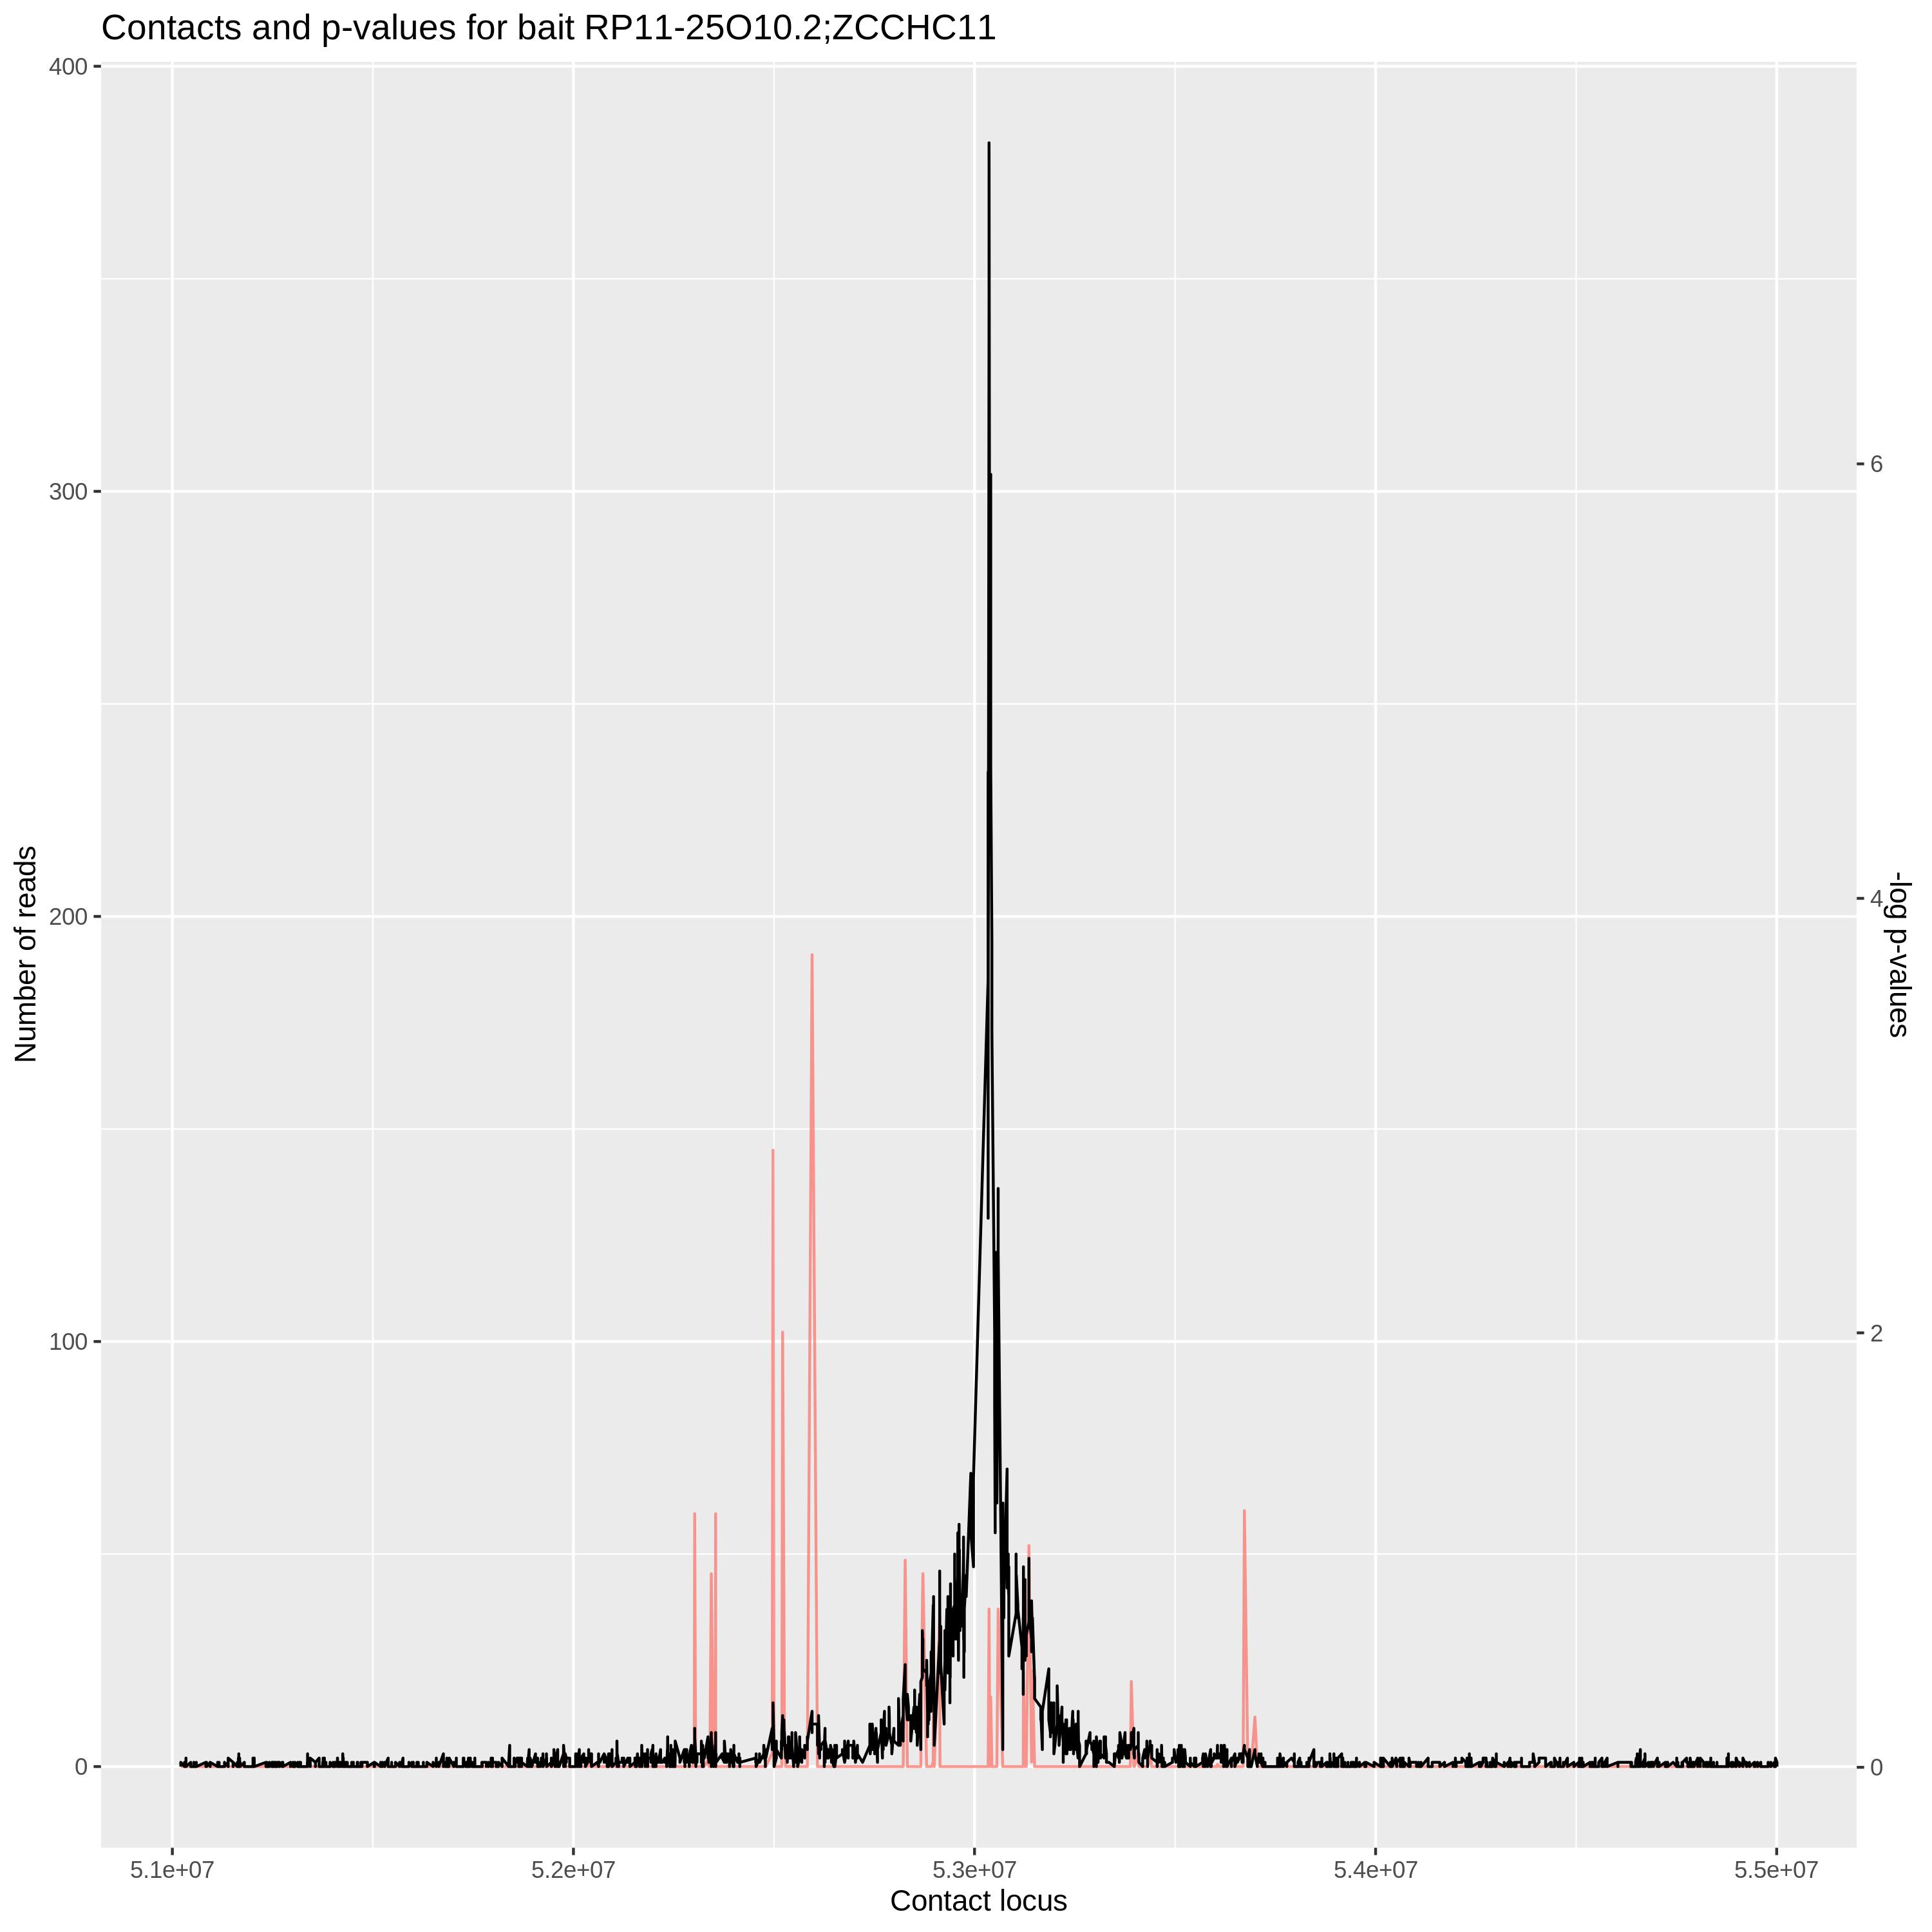 Contacts and p-values for bait RP11-25O10.2;ZCCHC11
400
300
200
100
0
Number of reads
6
4
2
0
-log p-values
5.1e+07 5.2e+07 5.3e+07 5.4e+07 5.5e+07
Contact locus